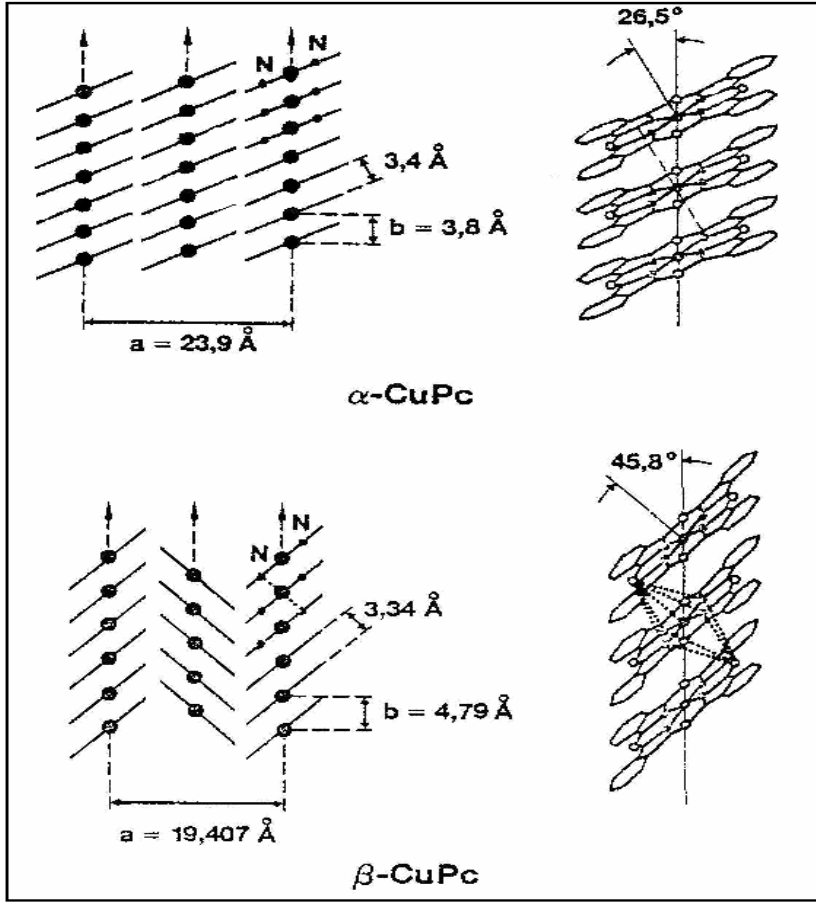 N N
26,5°
3,4 Å
b = 3,8 Å
a = 23,9 Å
α-CuPc
45,8°
N N
3,34 Å
b = 4,79 Å
a = 19,407 Å
β-CuPc